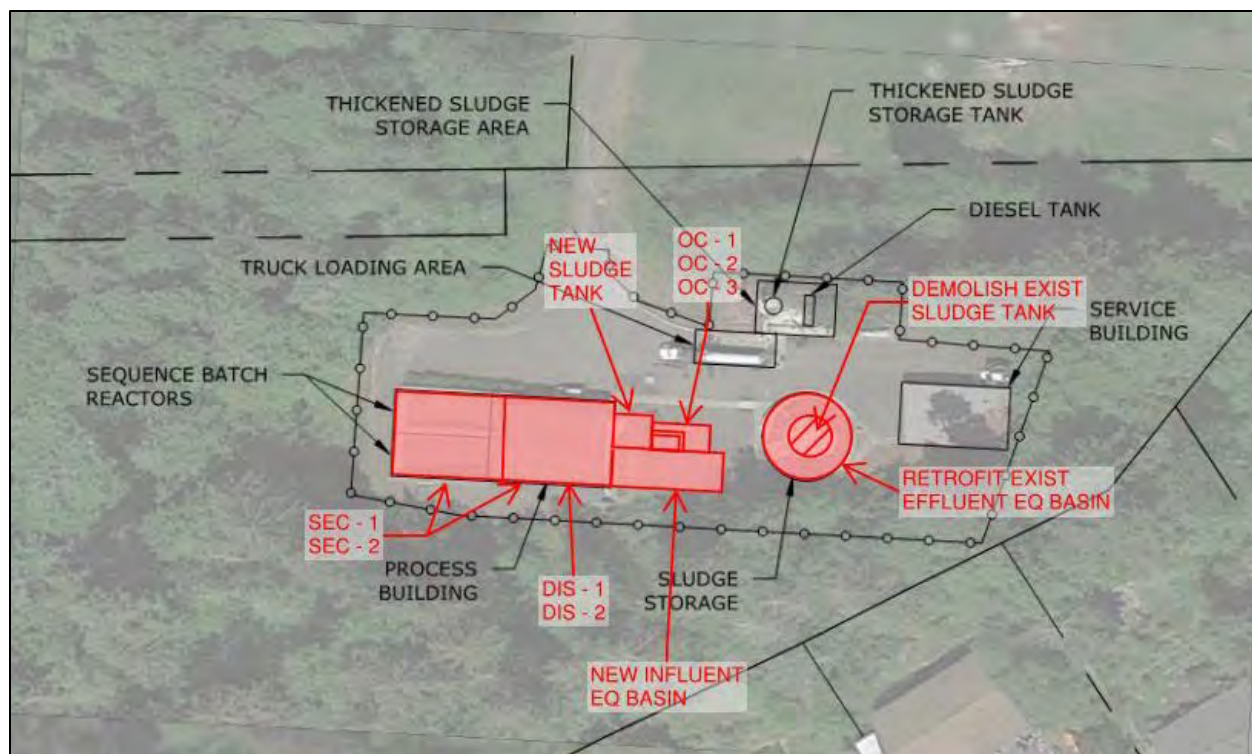 THICKENED SLUDGE
STORAGE AREA
THICKENED SLUDGE
STORAGE TANK
DIESEL TANK
TRUCK LOADING AREA
NEW
SLUDGE
TANK
OC - 1
OC - 2
OC - 3
DEMOLISH EXIST
SLUDGE TANK
SERVICE
BUILDING
SEQUENCE BATCH
REACTORS
RETROFIT EXIST
EFFLUENT EQ BASIN
SEC - 1
SEC - 2
PROCESS
BUILDING
DIS - 1
DIS - 2
SLUDGE
STORAGE
NEW INFLUENT
EQ BASIN